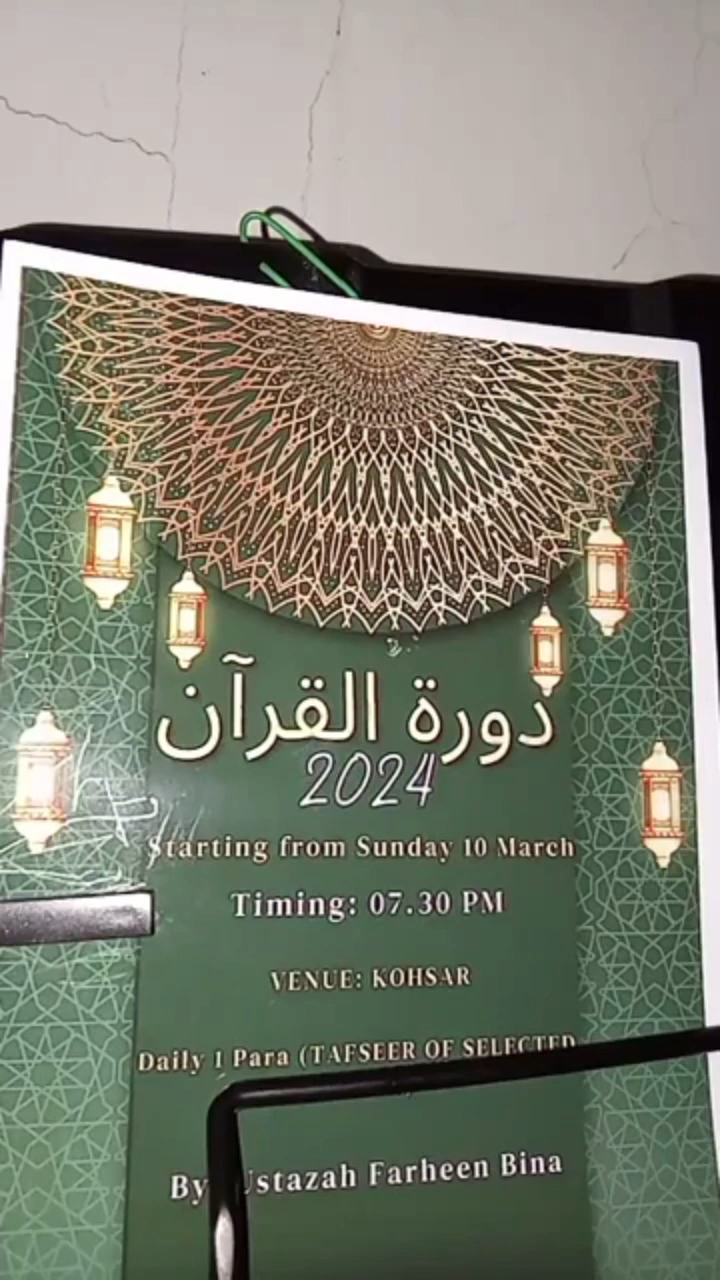 دورة القرآن
2024
Starting from Sunday 10 March
Timing: 07.30 PM
VENUE: KOHSAR
Daily 1 Para (TAFSEER OF SELECTED
By Ustazah Farheen Bina